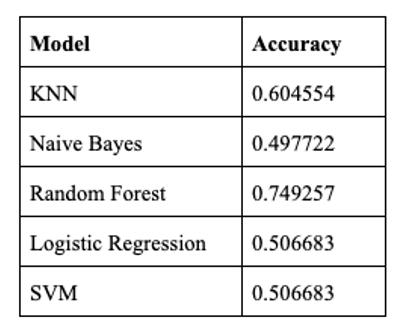 Model Accuracy
KNN 0.604554
Naive Bayes 0.497722
Random Forest 0.749257
Logistic Regression 0.506683
SVM 0.506683